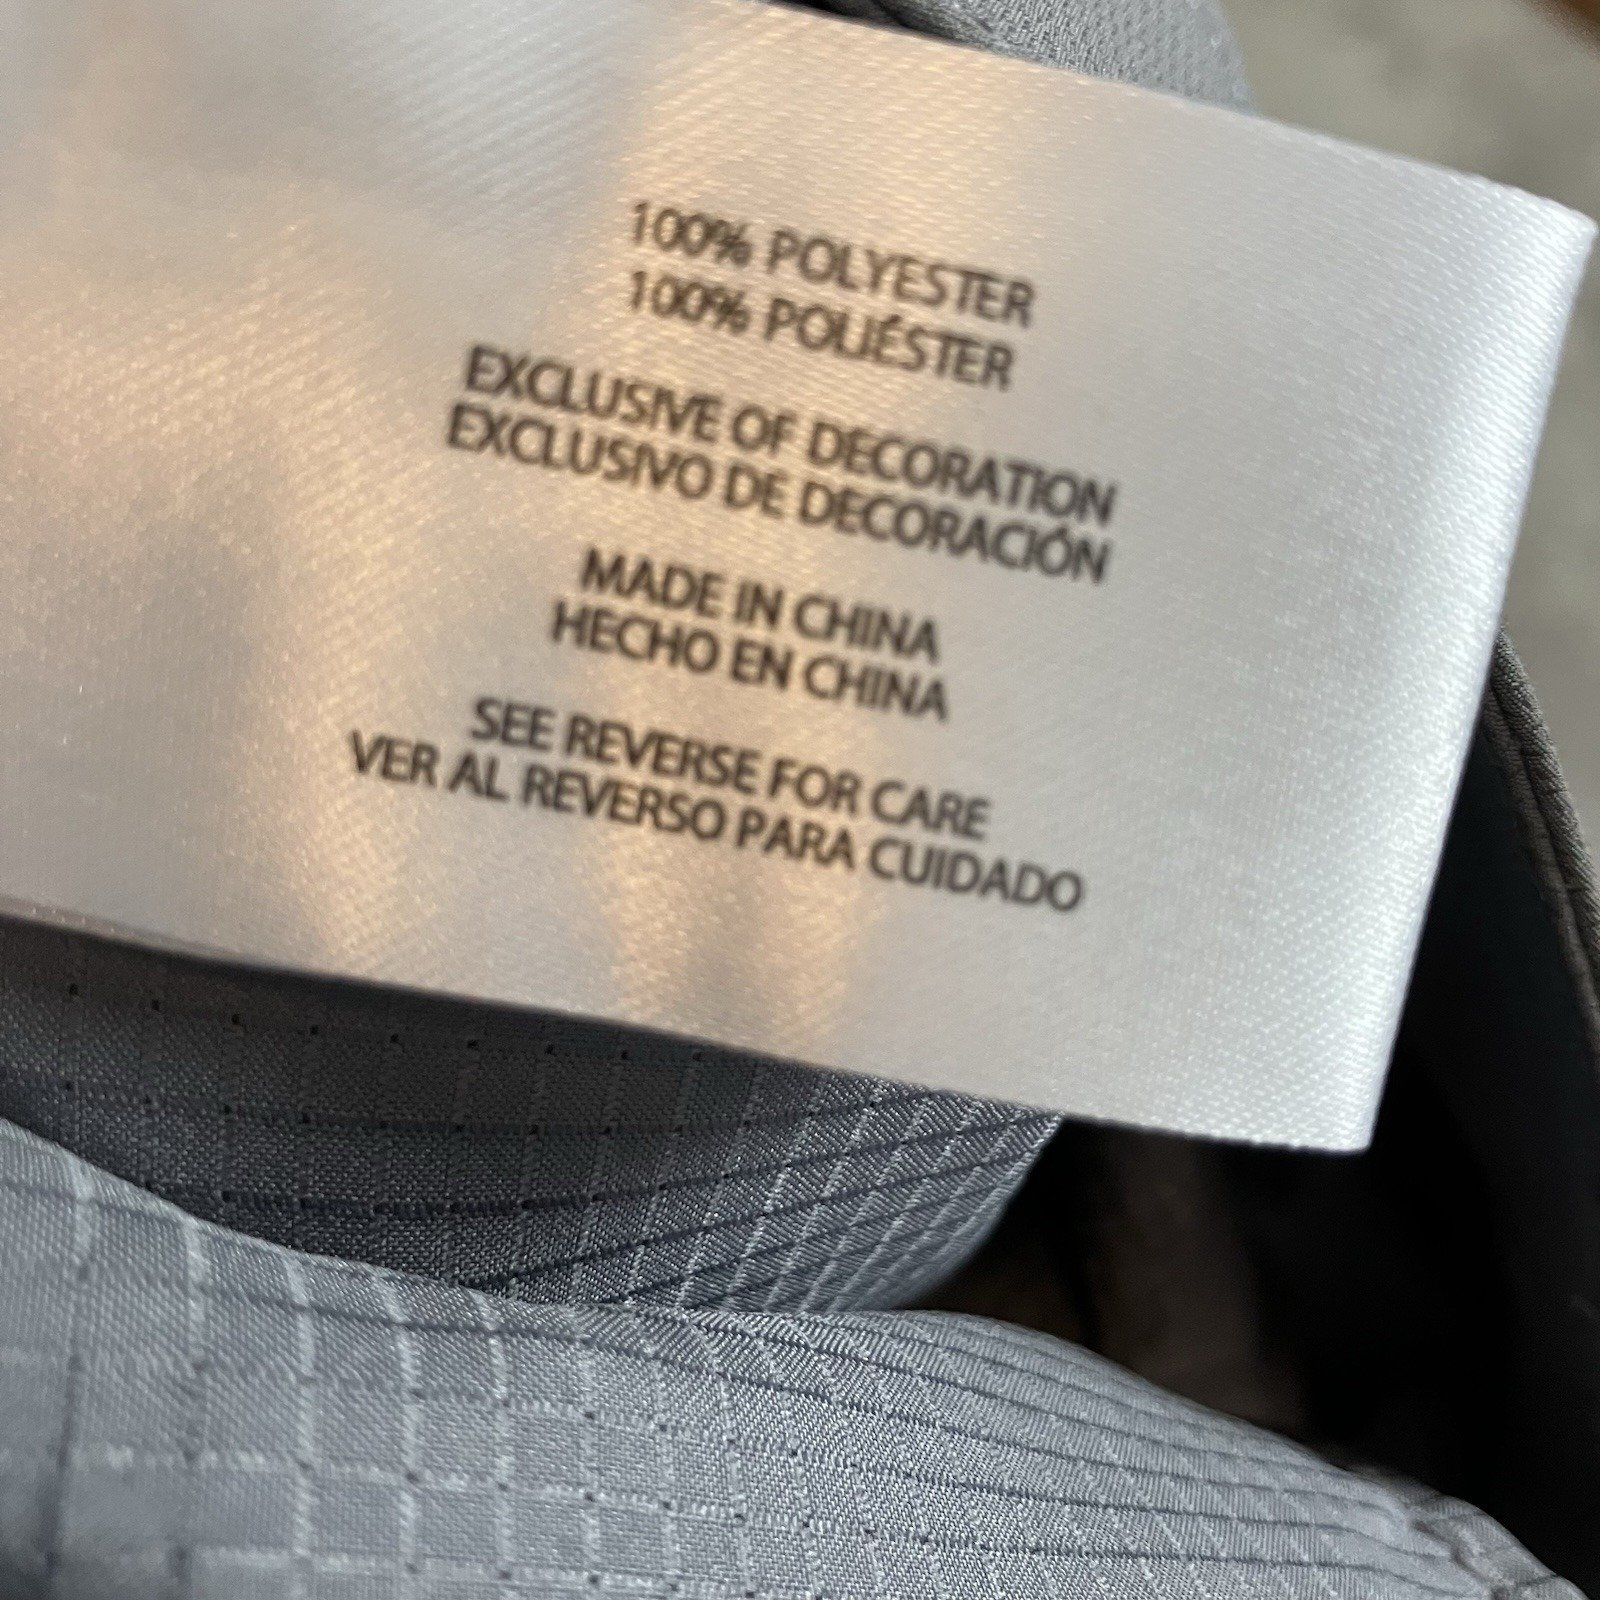 100% POLYESTER
100% POLIÉSTER
EXCLUSIVE OF DECORATION
EXCLUSIVO DE DECORACIÓN
MADE IN CHINA
HECHO EN CHINA
SEE REVERSE FOR CARE
VER AL REVERSO PARA CUIDADO